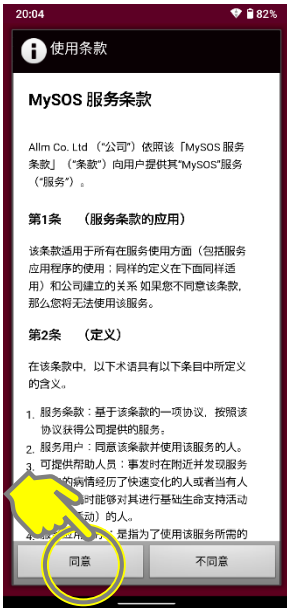 20:04 82%
使用条款
MySOS 服务条款
Allm Co. Ltd （“公司”）依照该「MySOS 服务
条款」（“条款”）向用户提供其“MySOS”服务
（“服务”）。
第1条 （服务条款的应用）
该条款适用于所有在服务使用方面（包括服务
应用程序的使用；同样的定义在下面同样适
用）和公司建立的关系 如果您不同意该条款，
那么您将无法使用该服务。
第2条 （定义）
在该条款中，以下术语具有以下条目中所定义
的含义。
1. 服务条款：基于该条款的一项协议，按照该
协议获得公司提供的服务。
2. 服务用户：同意该条款并使用该服务的人。
3. 可提供帮助人员：事发时在附近并发现服务
的病情经历了快速变化的人或者当有人
时能够对其进行基础生命支持活动
动）的人。
4. 是指为了使用该服务所需的
同意 不同意